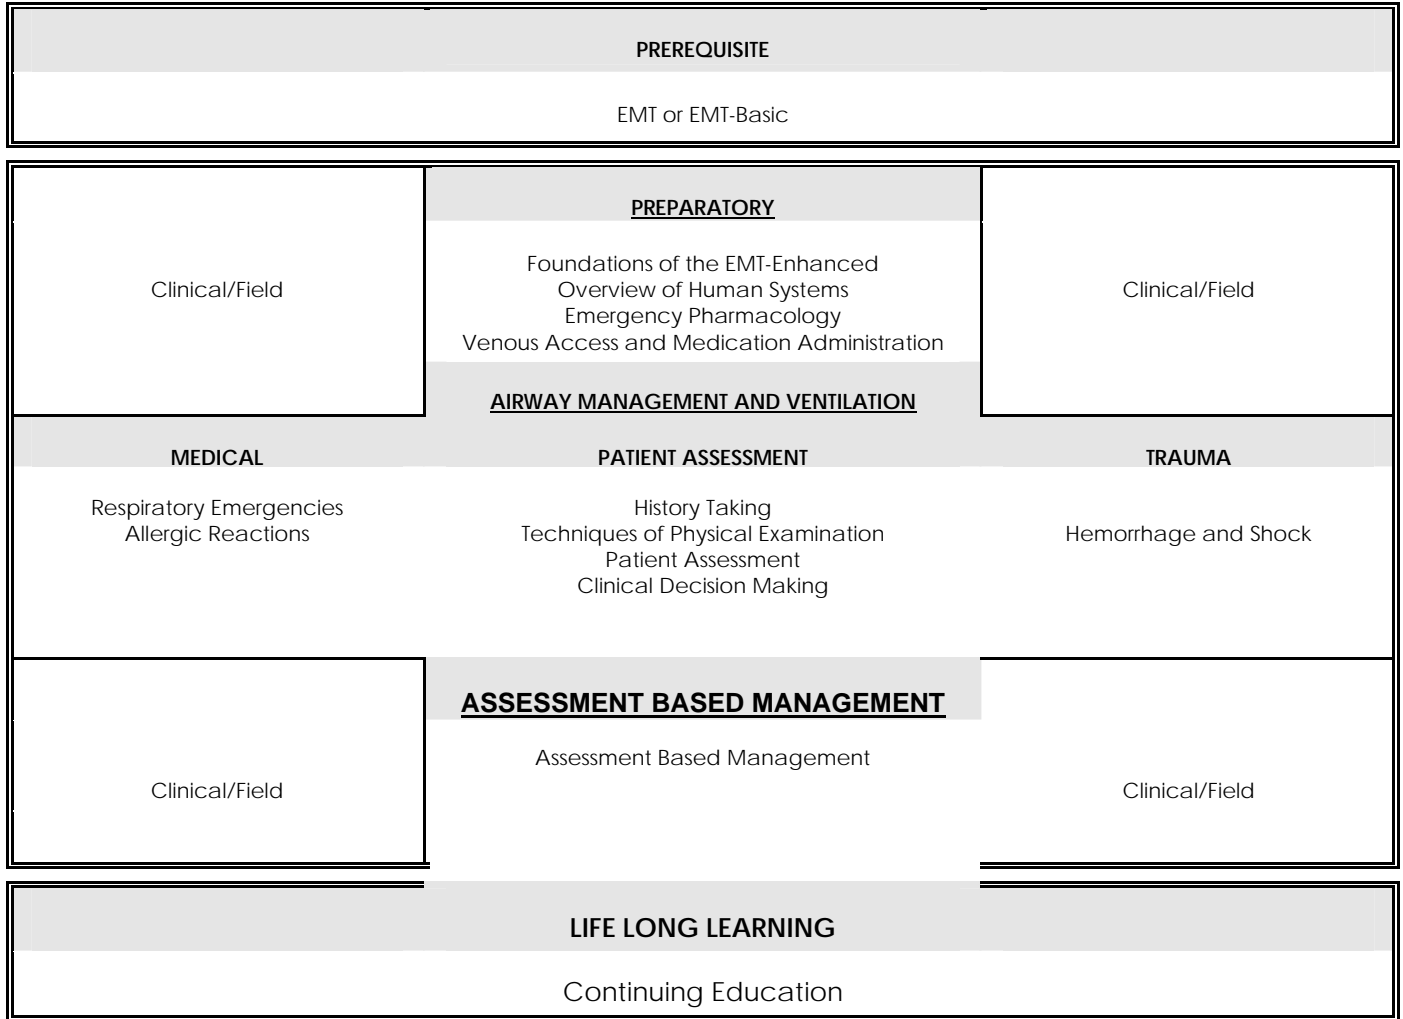 PREREQUISITE
EMT or EMT-Basic
PREPARATORY
Foundations of the EMT-Enhanced
Clinical/Field
Overview of Human Systems
Clinical/Field
Emergency Pharmacology
Venous Access and Medication Administration
AIRWAY MANAGEMENT AND VENTILATION
MEDICAL
Respiratory Emergencies
Allergic Reactions
PATIENT ASSESSMENT
History Taking
Techniques of Physical Examination
Patient Assessment
Clinical Decision Making
TRAUMA
Hemorrhage and Shock
ASSESSMENT BASED MANAGEMENT
Assessment Based Management
Clinical/Field
Clinical/Field
LIFE LONG LEARNING
Continuing Education